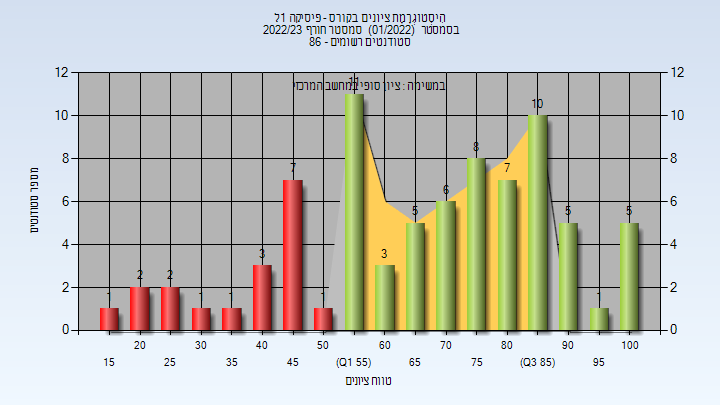 היסטוגרמת ציונים בקורס - פיסיקה 1ל
בסמסטר (01/2022) סמסטר חורף 2022/23
סטודנטים רשומים - 86
במשימה : ציון סופי במחשב המרכזי
מספר סטודנטים
12 12
10 10
8 8
6 6
4 4
2 2
0 0
1 2 2 1 1 3 7 1 11 3 5 6 8 7 10 5 1 5
20 30 40 50 60 70 80 90 100
15 25 35 45 (Q1 55) 65 75 (Q3 85) 95
טווח ציונים